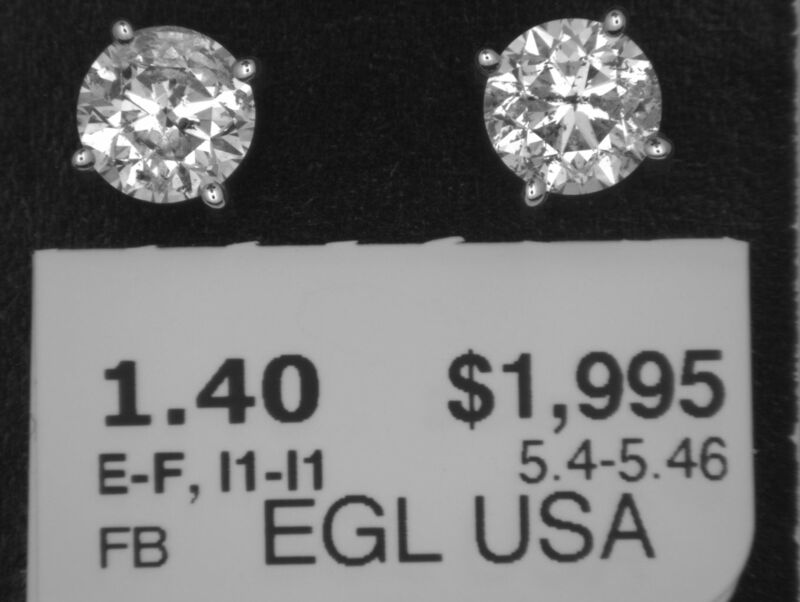 1.40 $1,995
E-F, I1-I1 5.4-5.46
FB EGL USA